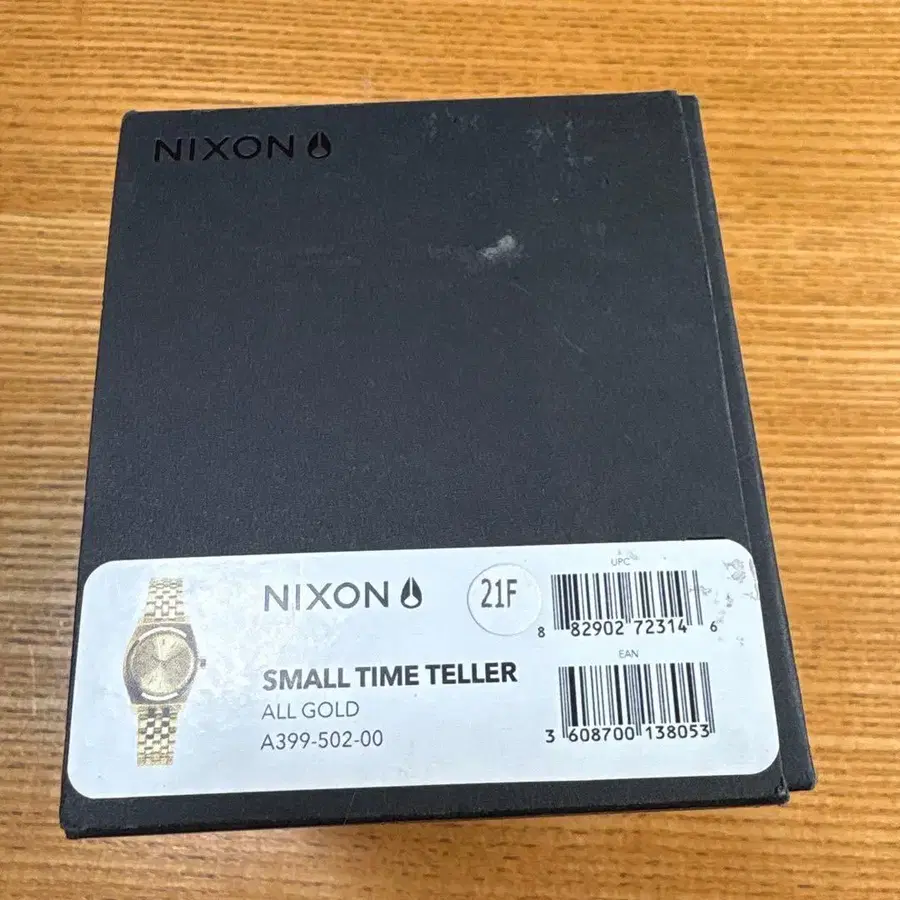 NIXON
NIXON
21F
UPC
8 82902 72314 6
SMALL TIME TELLER
ALL GOLD
A399-502-00
EAN
3 608700 138053